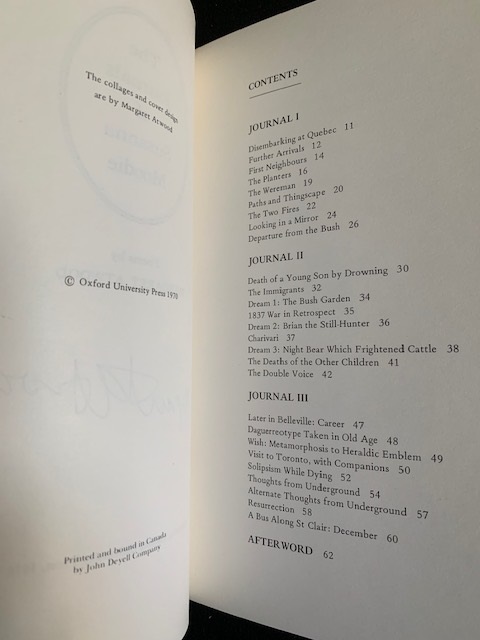 The collages and cover design
are by Margaret Atwood
© Oxford University Press 1970
Printed and bound in Canada
by John Deyell Company
CONTENTS
JOURNAL I
Disembarking at Quebec 11
Further Arrivals 12
First Neighbours 14
The Planters 16
The Wereman 19
Paths and Thingscape 20
The Two Fires 22
Looking in a Mirror 24
Departure from the Bush 26
JOURNAL II
Death of a Young Son by Drowning 30
The Immigrants 32
Dream 1: The Bush Garden 34
1837 War in Retrospect 35
Dream 2: Brian the Still-Hunter 36
Charivari 37
Dream 3: Night Bear Which Frightened Cattle 38
The Deaths of the Other Children 41
The Double Voice 42
JOURNAL III
Later in Belleville: Career 47
Daguerreotype Taken in Old Age 48
Wish: Metamorphosis to Heraldic Emblem 49
Visit to Toronto, with Companions 50
Solipsism While Dying 52
Thoughts from Underground 54
Alternate Thoughts from Underground 57
Resurrection 58
A Bus Along St Clair: December 60
AFTERWORD 62